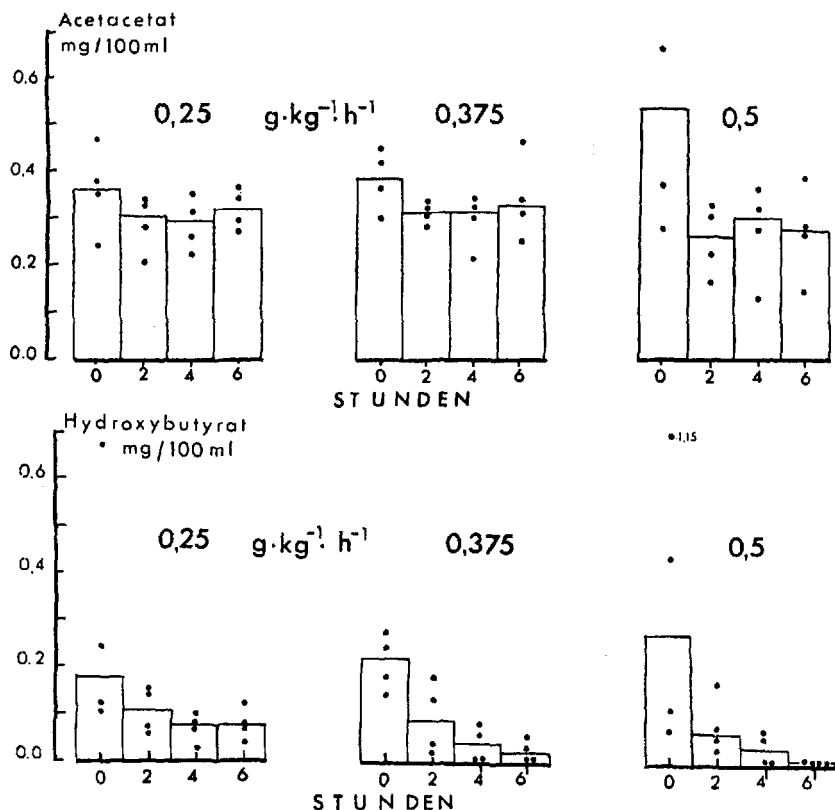 Acetacetat
mg/100ml
0,6
0,25 g·kg⁻¹·h⁻¹ 0,375 0,5
0.4
0.2
0.0
0 2 4 6 0 2 4 6 0 2 4 6
STUNDEN
Hydroxybutyrat
mg/100ml
1,15
0,6
0,25 g·kg⁻¹·h⁻¹ 0,375 0,5
0,4
0.2
0.0
0 2 4 6 0 2 4 6 0 2 4 6
STUNDEN